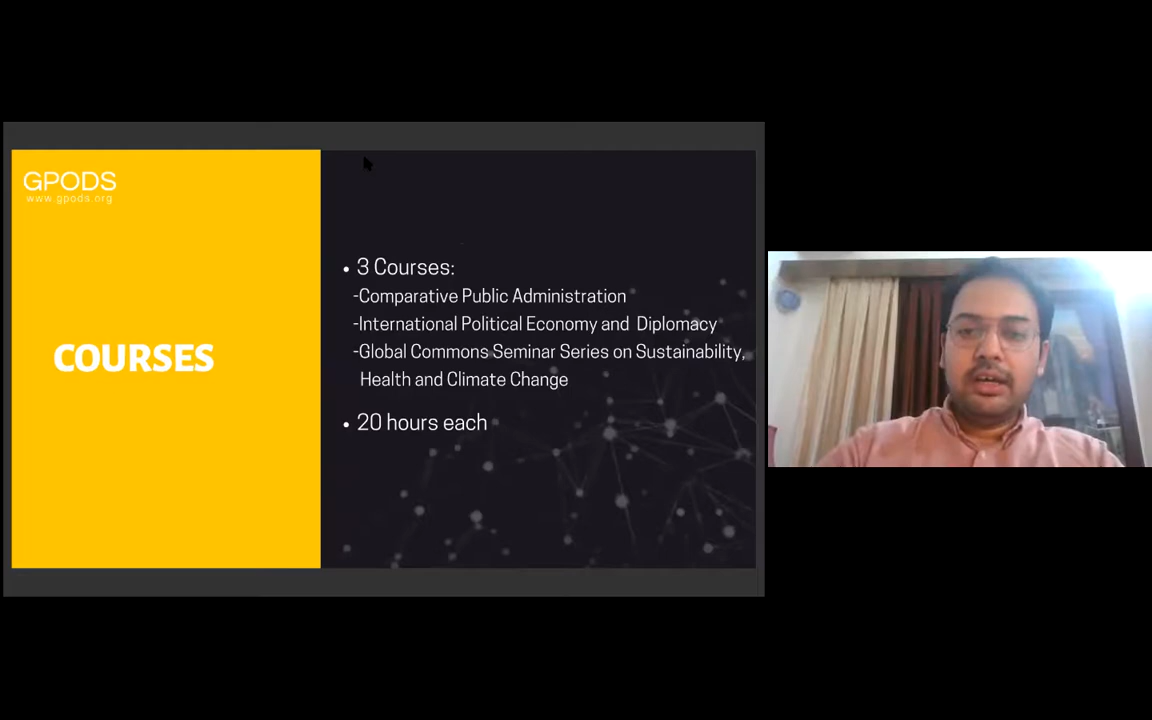 GPODS
www.gpods.org
COURSES
• 3 Courses:
-Comparative Public Administration
-International Political Economy and Diplomacy
-Global Commons Seminar Series on Sustainability,
Health and Climate Change
• 20 hours each